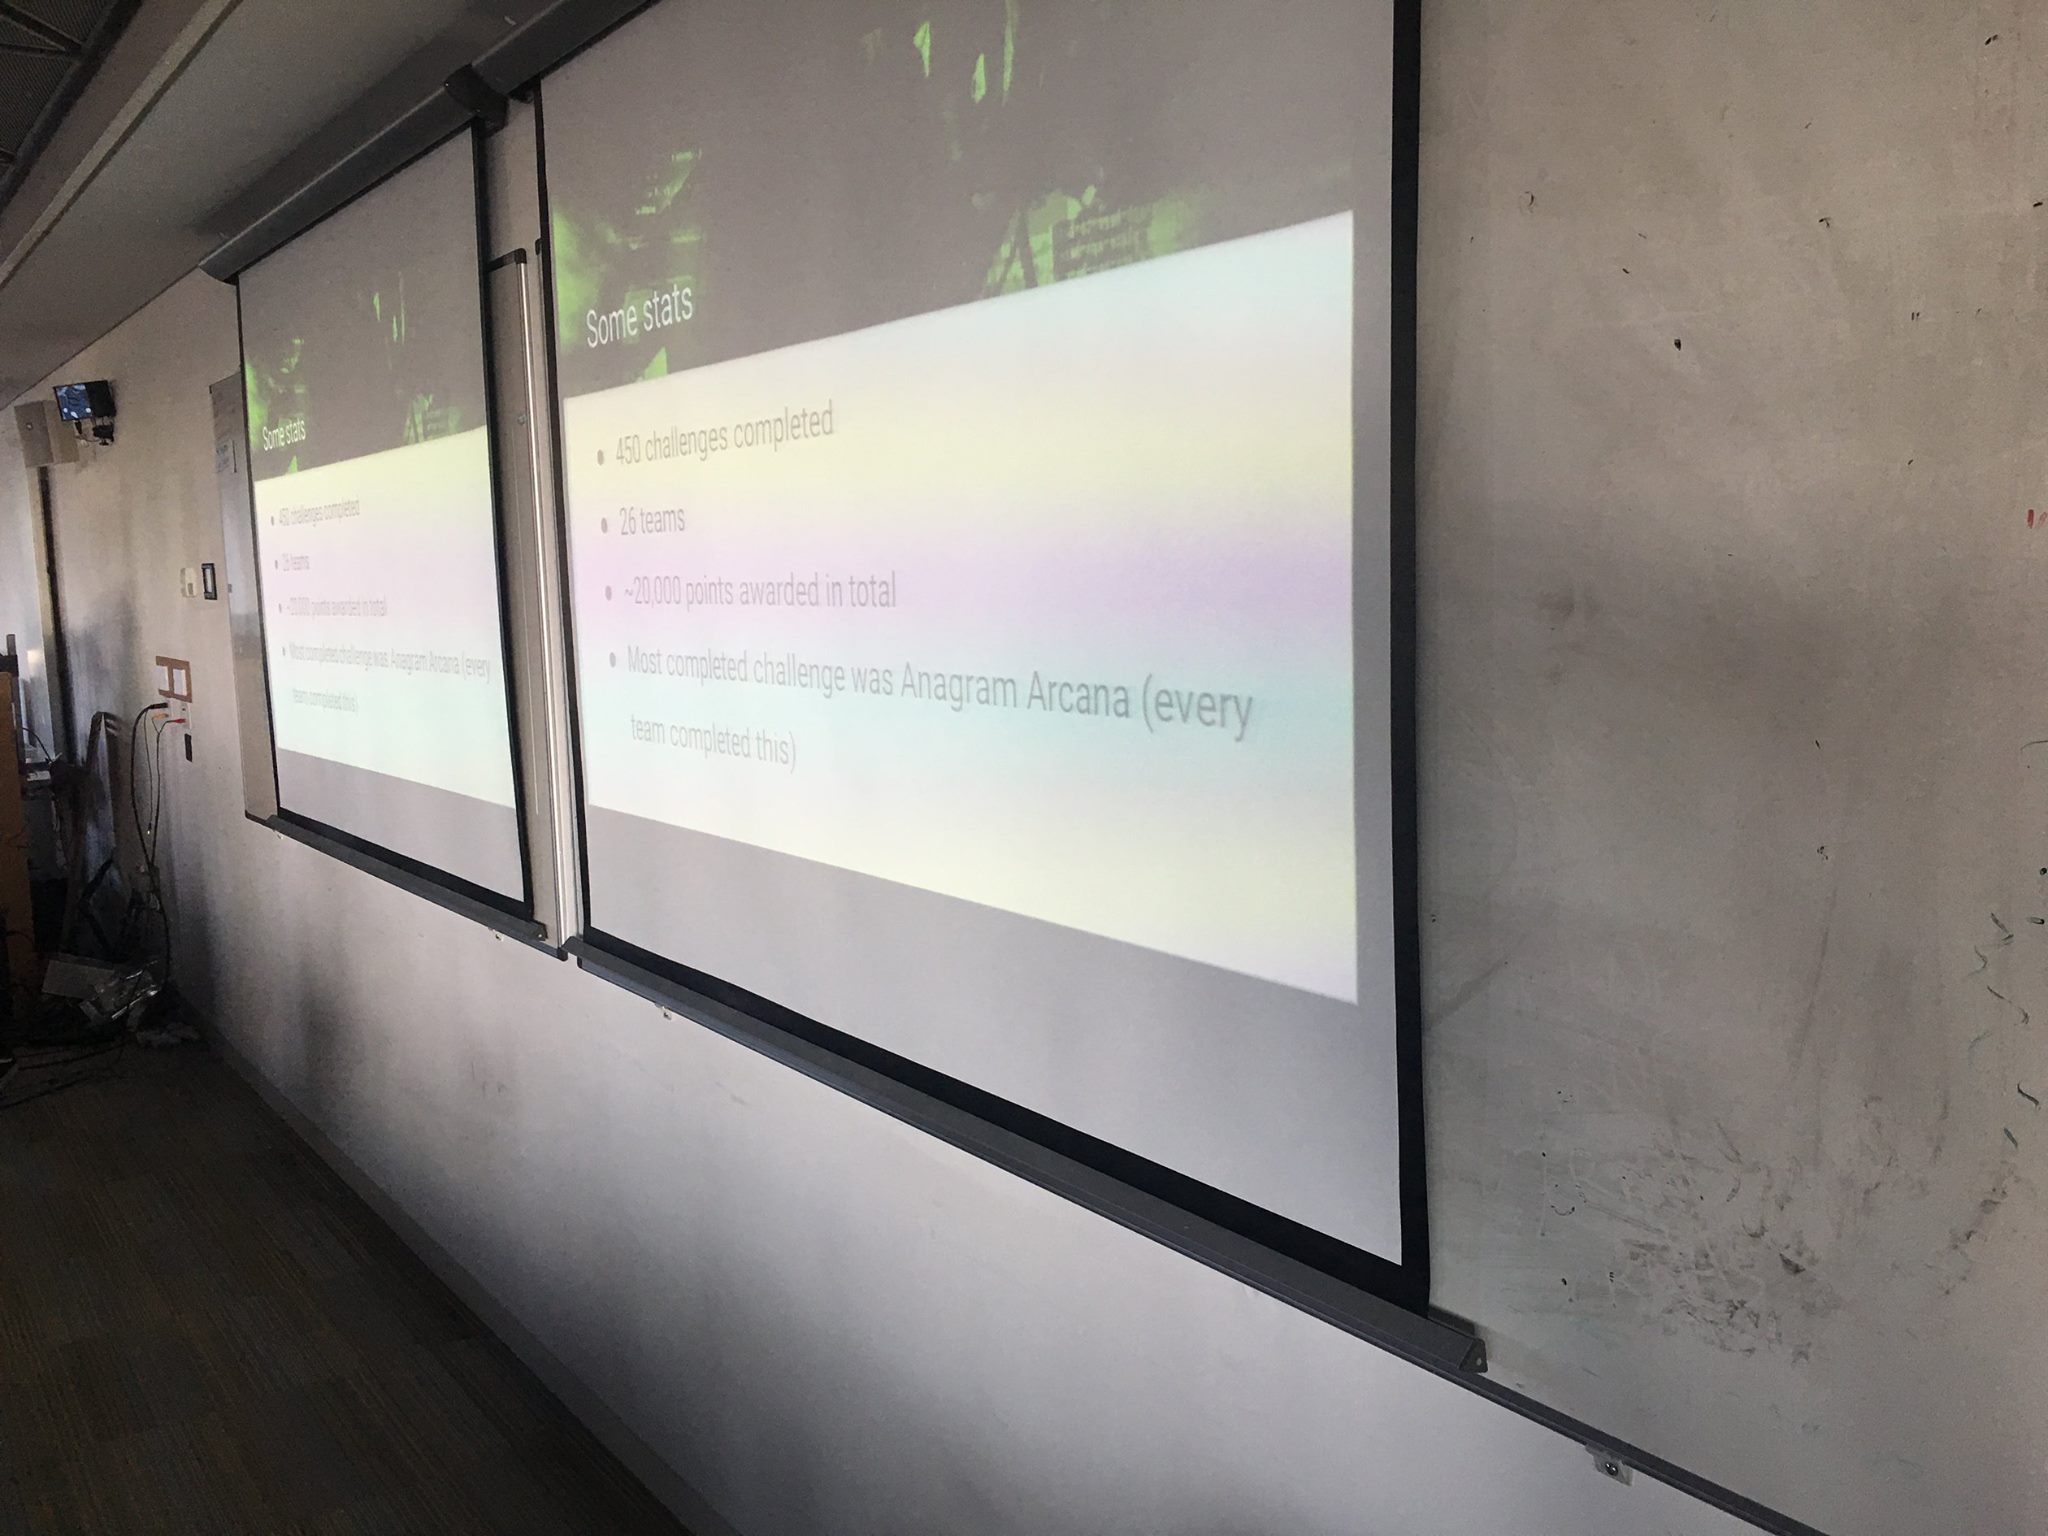 Some stats
• 450 challenges completed
• 26 teams
• ~20,000 points awarded in total
• Most completed challenge was Anagram Arcana (every
team completed this)
Some stats
• 450 challenges completed
• 26 teams
• ~20,000 points awarded in total
• Most completed challenge was Anagram Arcana (every
team completed this)